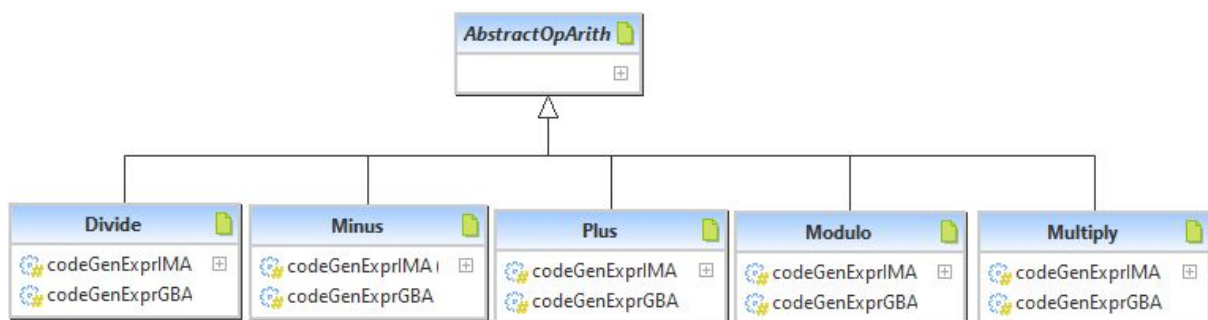 AbstractOpArith
Divide
codeGenExprIMA
codeGenExprGBA
Minus
codeGenExprIMA (
codeGenExprGBA
Plus
codeGenExprIMA
codeGenExprGBA
Modulo
codeGenExprIMA
codeGenExprGBA
Multiply
codeGenExprIMA
codeGenExprGBA